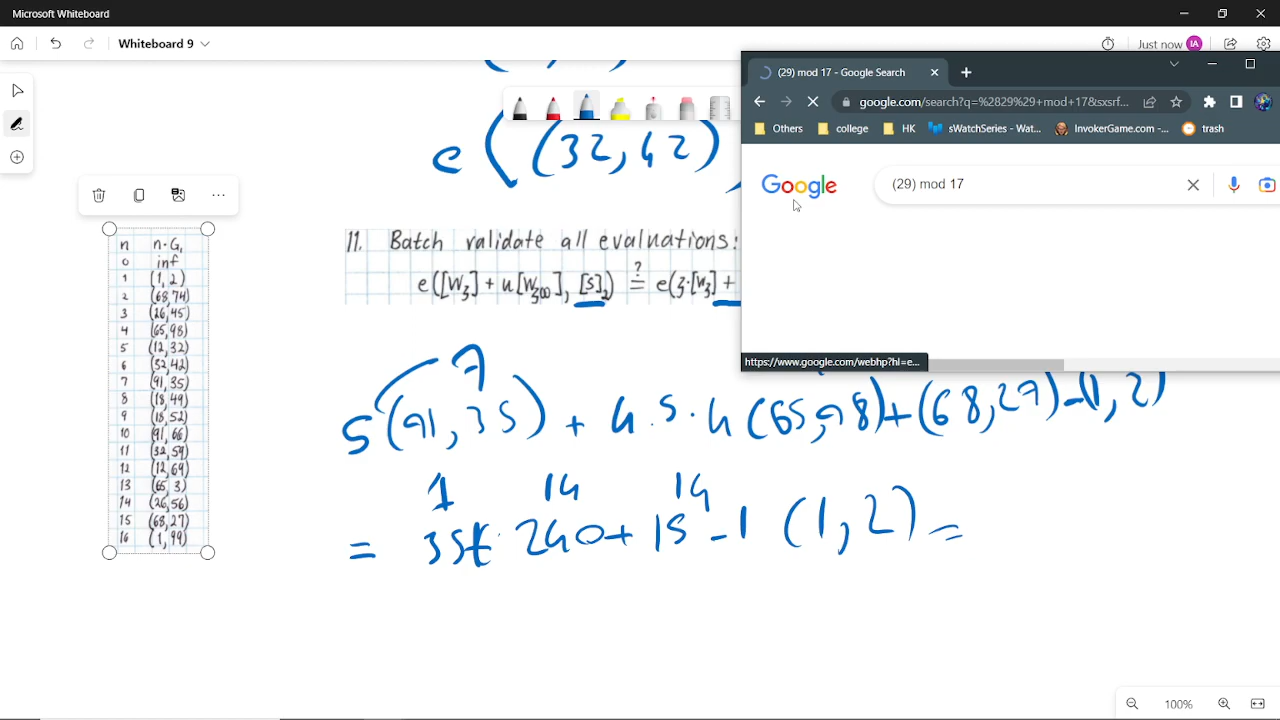 Microsoft Whiteboard
Whiteboard 9
Just now IA
(29) mod 17 - Google Search
google.com/search?q=%2829%29+mod+17&sxsrf...
Others college HK sWatchSeries - Wat... InvokerGame.com -... trash
Google (29) mod 17
https://www.google.com/webhp?hl=e...
e((32,42)
11. Batch validate all evaluations:
e([W₃] + u[W₃ω], [S]₂) ≟ e(z·[W₃] +
n n·G₁
0 inf
1 (1,2)
2 (68,74)
3 (26,45)
4 (65,98)
5 (12,32)
6 (32,42)
7 (91,35)
8 (18,49)
9 (18,52)
10 (91,66)
11 (32,59)
12 (12,69)
13 (65,3)
14 (26,56)
15 (68,27)
16 (1,99)
7
5(91,35) + 4.5.4(65,98)+(68,27)-(1,2)
1 14 14
= 35+ 240+ 15 -1 (1,2) =
100%